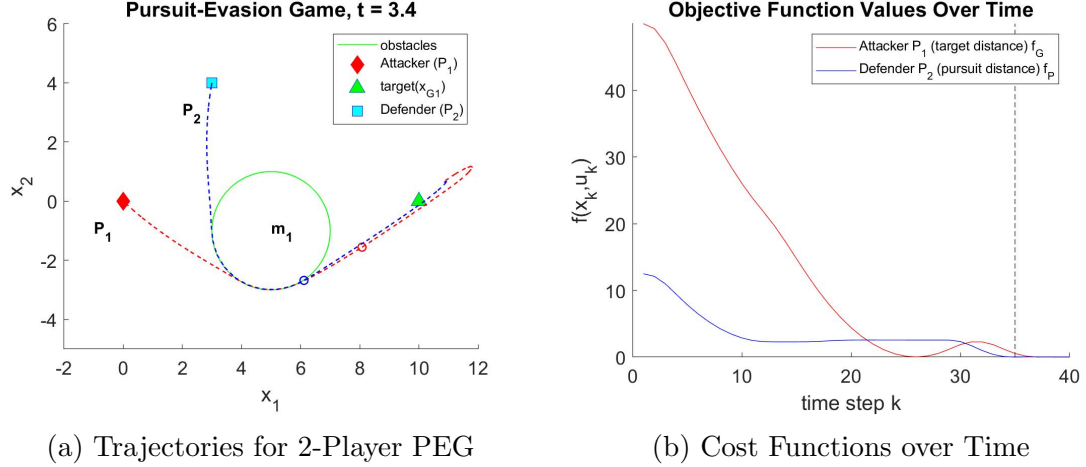 Pursuit-Evasion Game, t = 3.4
obstacles
Attacker (P1)
target(xG1)
Defender (P2)
P2
P1
m1
x2
6
4
2
0
-2
-4
-2 0 2 4 6 8 10 12
x1
(a) Trajectories for 2-Player PEG
Objective Function Values Over Time
Attacker P1 (target distance) fG
Defender P2 (pursuit distance) fP
f(xk,uk)
40
30
20
10
0
0 10 20 30 40
time step k
(b) Cost Functions over Time